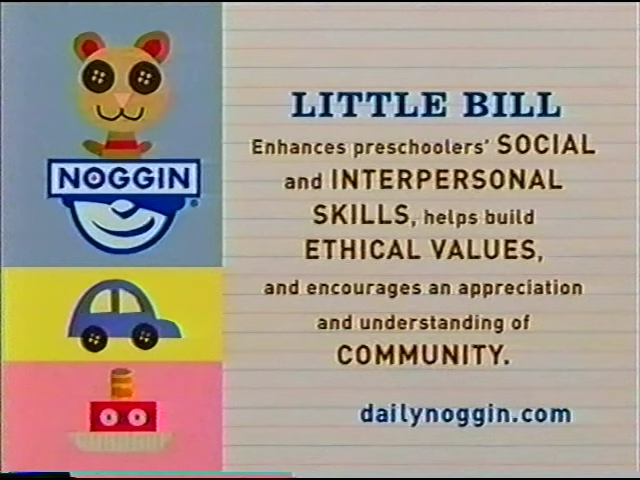 NOGGIN
®
LITTLE BILL
Enhances preschoolers' SOCIAL
and INTERPERSONAL
SKILLS, helps build
ETHICAL VALUES,
and encourages an appreciation
and understanding of
COMMUNITY.
dailynoggin.com